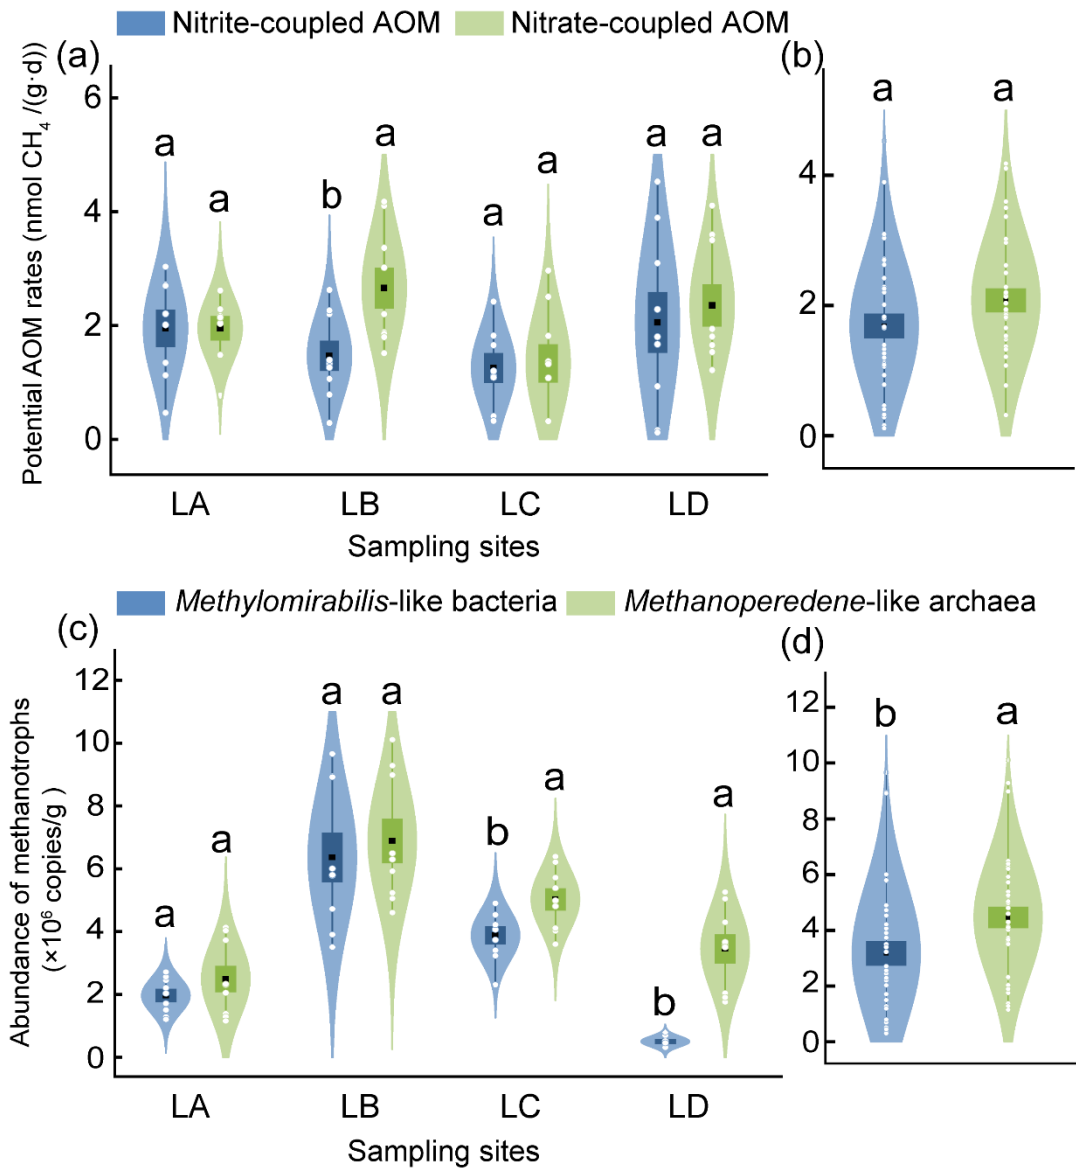 Nitrite-coupled AOM Nitrate-coupled AOM
(a)
Potential AOM rates (nmol CH₄ /(g·d))
6
4
2
0
a a b a a a a a
LA LB LC LD
Sampling sites
(b)
4
2
0
a a
Methylomirabilis-like bacteria Methanoperedene-like archaea
(c)
Abundance of methanotrophs
(×10⁶ copies/g )
12
10
8
6
4
2
0
a a a a b a b a
LA LB LC LD
Sampling sites
(d)
12
10
8
6
4
2
0
b a